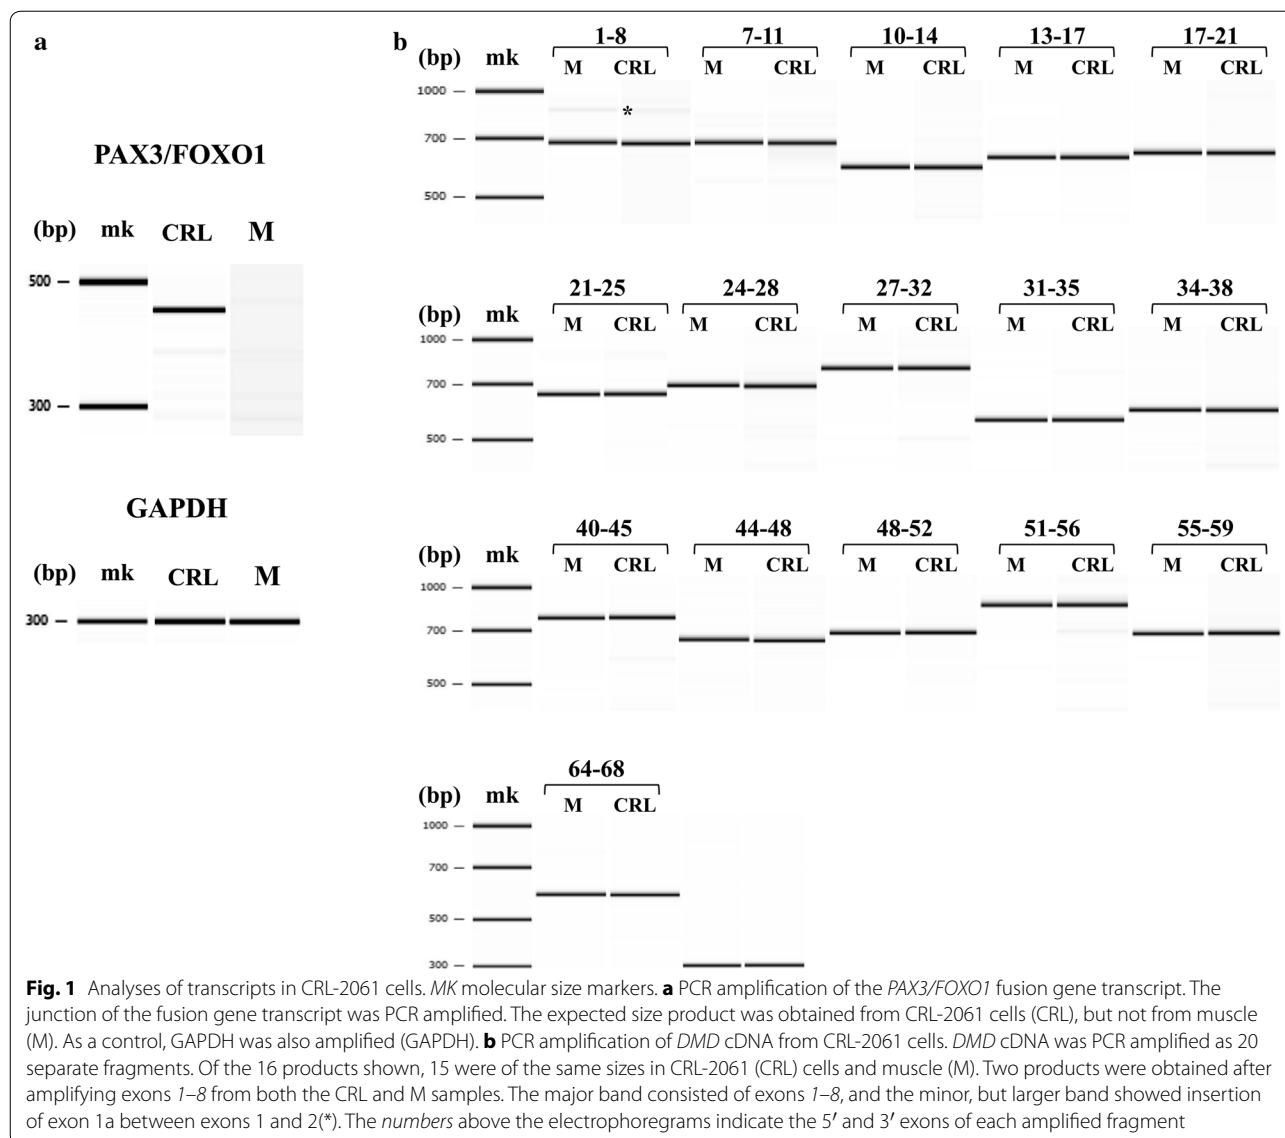 a
PAX3/FOXO1
(bp) mk CRL M
500
300
GAPDH
(bp) mk CRL M
300
b
1-8 7-11 10-14 13-17 17-21
(bp) mk M CRL M CRL M CRL M CRL M CRL
1000
*
700
500
21-25 24-28 27-32 31-35 34-38
(bp) mk M CRL M CRL M CRL M CRL M CRL
1000
700
500
40-45 44-48 48-52 51-56 55-59
(bp) mk M CRL M CRL M CRL M CRL M CRL
1000
700
500
64-68
(bp) mk M CRL
1000
700
500
300
Fig. 1 Analyses of transcripts in CRL-2061 cells. MK molecular size markers. a PCR amplification of the PAX3/FOXO1 fusion gene transcript. The
junction of the fusion gene transcript was PCR amplified. The expected size product was obtained from CRL-2061 cells (CRL), but not from muscle
(M). As a control, GAPDH was also amplified (GAPDH). b PCR amplification of DMD cDNA from CRL-2061 cells. DMD cDNA was PCR amplified as 20
separate fragments. Of the 16 products shown, 15 were of the same sizes in CRL-2061 (CRL) cells and muscle (M). Two products were obtained after
amplifying exons 1–8 from both the CRL and M samples. The major band consisted of exons 1–8, and the minor, but larger band showed insertion
of exon 1a between exons 1 and 2(*). The numbers above the electrophoregrams indicate the 5′ and 3′ exons of each amplified fragment